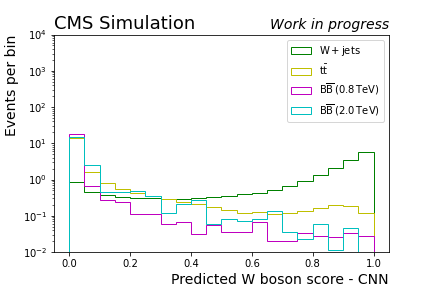 CMS Simulation
Work in progress
Events per bin
10⁴
10³
10²
10¹
10⁰
10⁻¹
10⁻²
W + jets
tt̅
BB̅ (0.8 TeV)
BB̅ (2.0 TeV)
0.0 0.2 0.4 0.6 0.8 1.0
Predicted W boson score - CNN